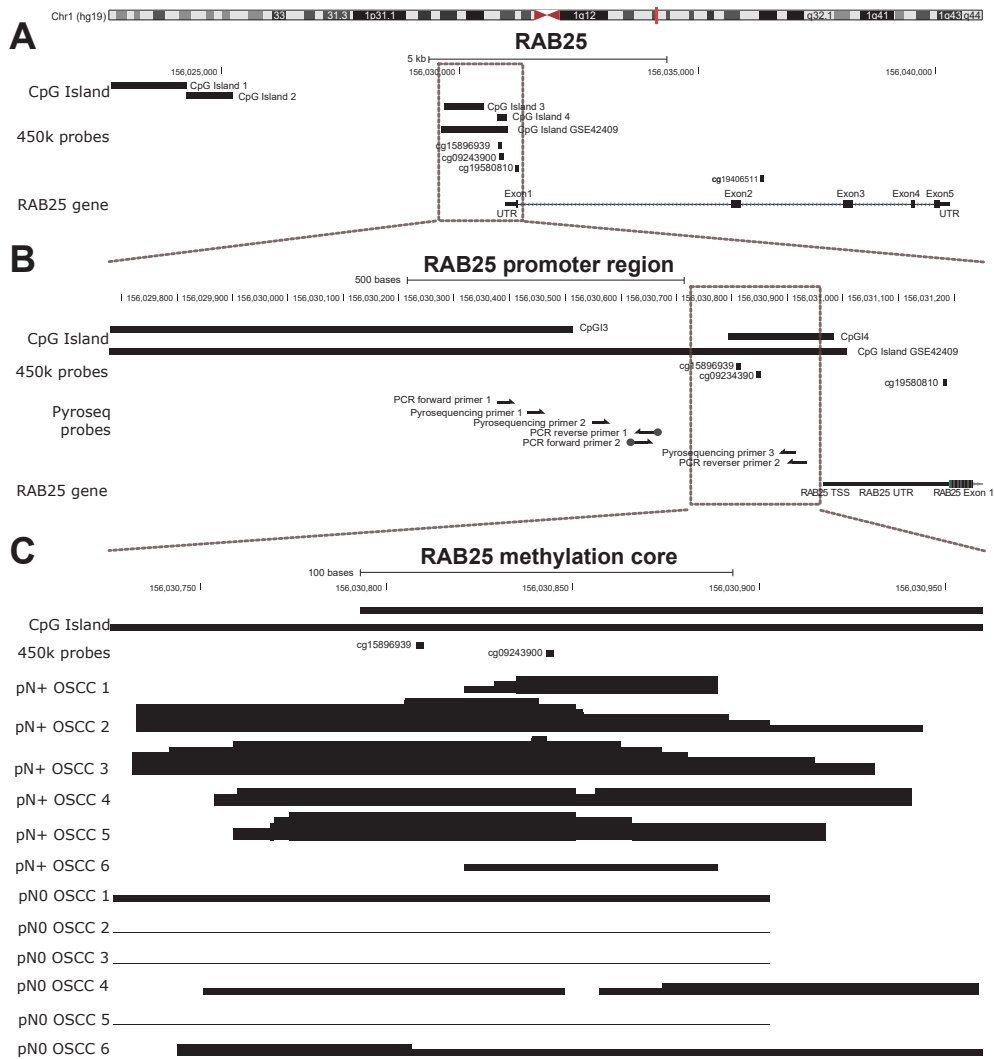 Chr1 (hg19) 33 31.3 1p31.1 1q12 q32.1 1q41 1q43 q44
A
RAB25
5 kb
156,025,000 156,030,000 156,035,000 156,040,000
CpG Island
CpG Island 1
CpG Island 2
CpG Island 3
CpG Island 4
450k probes
CpG Island GSE42409
cg15896939
cg09243900
cg19580810
cg19406511
RAB25 gene
Exon1 Exon2 Exon3 Exon4 Exon5
UTR UTR
B
RAB25 promoter region
500 bases
156,029,800 156,029,900 156,030,000 156,030,100 156,030,200 156,030,300 156,030,400 156,030,500 156,030,600 156,030,700 156,030,800 156,030,900 156,031,000 156,031,100 156,031,200
CpG Island
CpGI3 CpGI4
CpG Island GSE42409
450k probes
cg15896939
cg09234390
cg19580810
Pyroseq probes
PCR forward primer 1
Pyrosequencing primer 1
Pyrosequencing primer 2
PCR reverse primer 1
PCR forward primer 2
Pyrosequencing primer 3
PCR reverser primer 2
RAB25 gene
RAB25 TSS RAB25 UTR RAB25 Exon 1
C
RAB25 methylation core
100 bases
156,030,750 156,030,800 156,030,850 156,030,900 156,030,950
CpG Island
450k probes
cg15896939
cg09243900
pN+ OSCC 1
pN+ OSCC 2
pN+ OSCC 3
pN+ OSCC 4
pN+ OSCC 5
pN+ OSCC 6
pN0 OSCC 1
pN0 OSCC 2
pN0 OSCC 3
pN0 OSCC 4
pN0 OSCC 5
pN0 OSCC 6